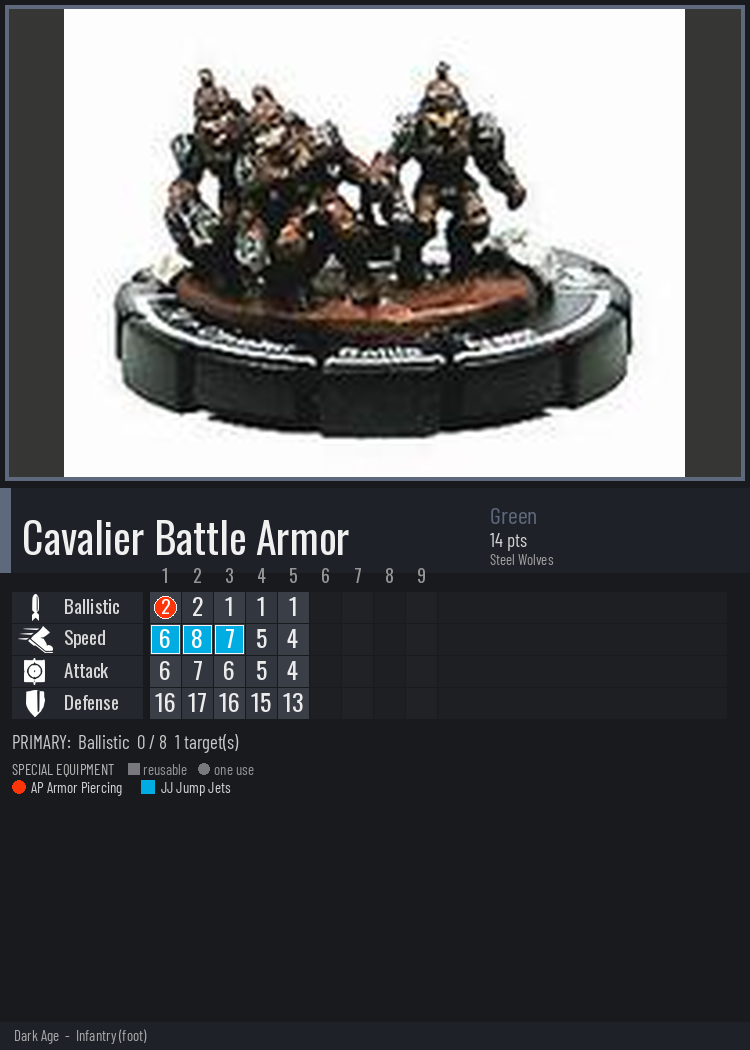 Cavalier Battle Armor
Green
14 pts
Steel Wolves
1 2 3 4 5 6 7 8 9
Ballistic 2 2 1 1 1
Speed 6 8 7 5 4
Attack 6 7 6 5 4
Defense 16 17 16 15 13
PRIMARY: Ballistic 0 / 8 1 target(s)
SPECIAL EQUIPMENT reusable one use
AP Armor Piercing JJ Jump Jets
Dark Age - Infantry (foot)